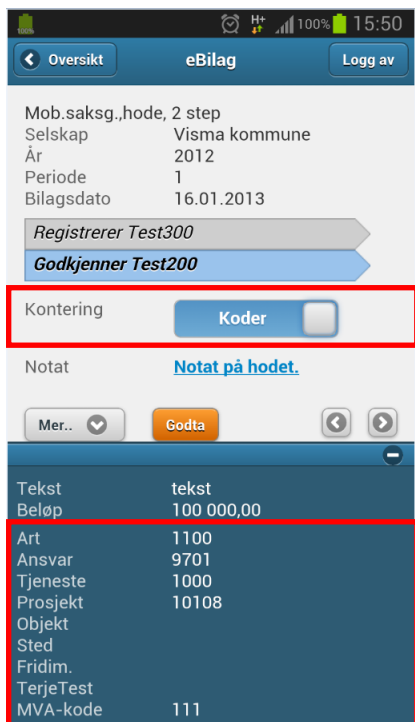 100% H+ 100% 15:50
Oversikt eBilag Logg av
Mob.saksg.,hode, 2 step
Selskap Visma kommune
År 2012
Periode 1
Bilagsdato 16.01.2013
Registrerer Test300
Godkjenner Test200
Kontering Koder
Notat Notat på hodet.
Mer.. Godta
Tekst tekst
Beløp 100 000,00
Art 1100
Ansvar 9701
Tjeneste 1000
Prosjekt 10108
Objekt
Sted
Fridim.
TerjeTest
MVA-kode 111